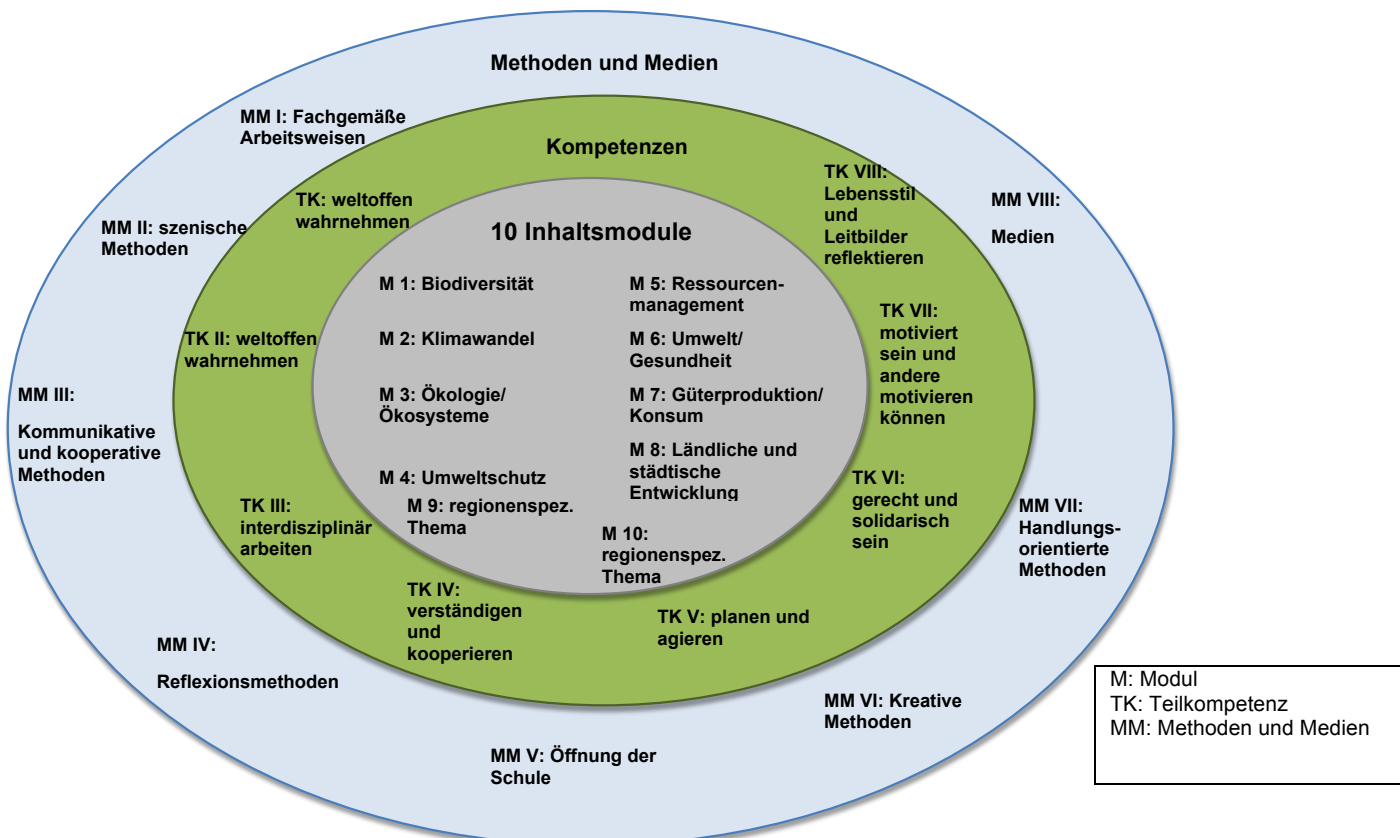 Methoden und Medien
MM I: Fachgemäße
Arbeitsweisen
MM II: szenische
Methoden
MM III:
Kommunikative
und kooperative
Methoden
MM IV:
Reflexionsmethoden
MM V: Öffnung der
Schule
MM VI: Kreative
Methoden
MM VII:
Handlungs-
orientierte
Methoden
MM VIII:
Medien
Kompetenzen
TK: weltoffen
wahrnehmen
TK II: weltoffen
wahrnehmen
TK III:
interdisziplinär
arbeiten
TK IV:
verständigen
und
kooperieren
TK V: planen und
agieren
TK VI:
gerecht und
solidarisch
sein
TK VII:
motiviert
sein und
andere
motivieren
können
TK VIII:
Lebensstil
und
Leitbilder
reflektieren
10 Inhaltsmodule
M 1: Biodiversität
M 2: Klimawandel
M 3: Ökologie/
Ökosysteme
M 4: Umweltschutz
M 5: Ressourcen-
management
M 6: Umwelt/
Gesundheit
M 7: Güterproduktion/
Konsum
M 8: Ländliche und
städtische
Entwicklung
M 9: regionenspez.
Thema
M 10:
regionenspez.
Thema
M: Modul
TK: Teilkompetenz
MM: Methoden und Medien